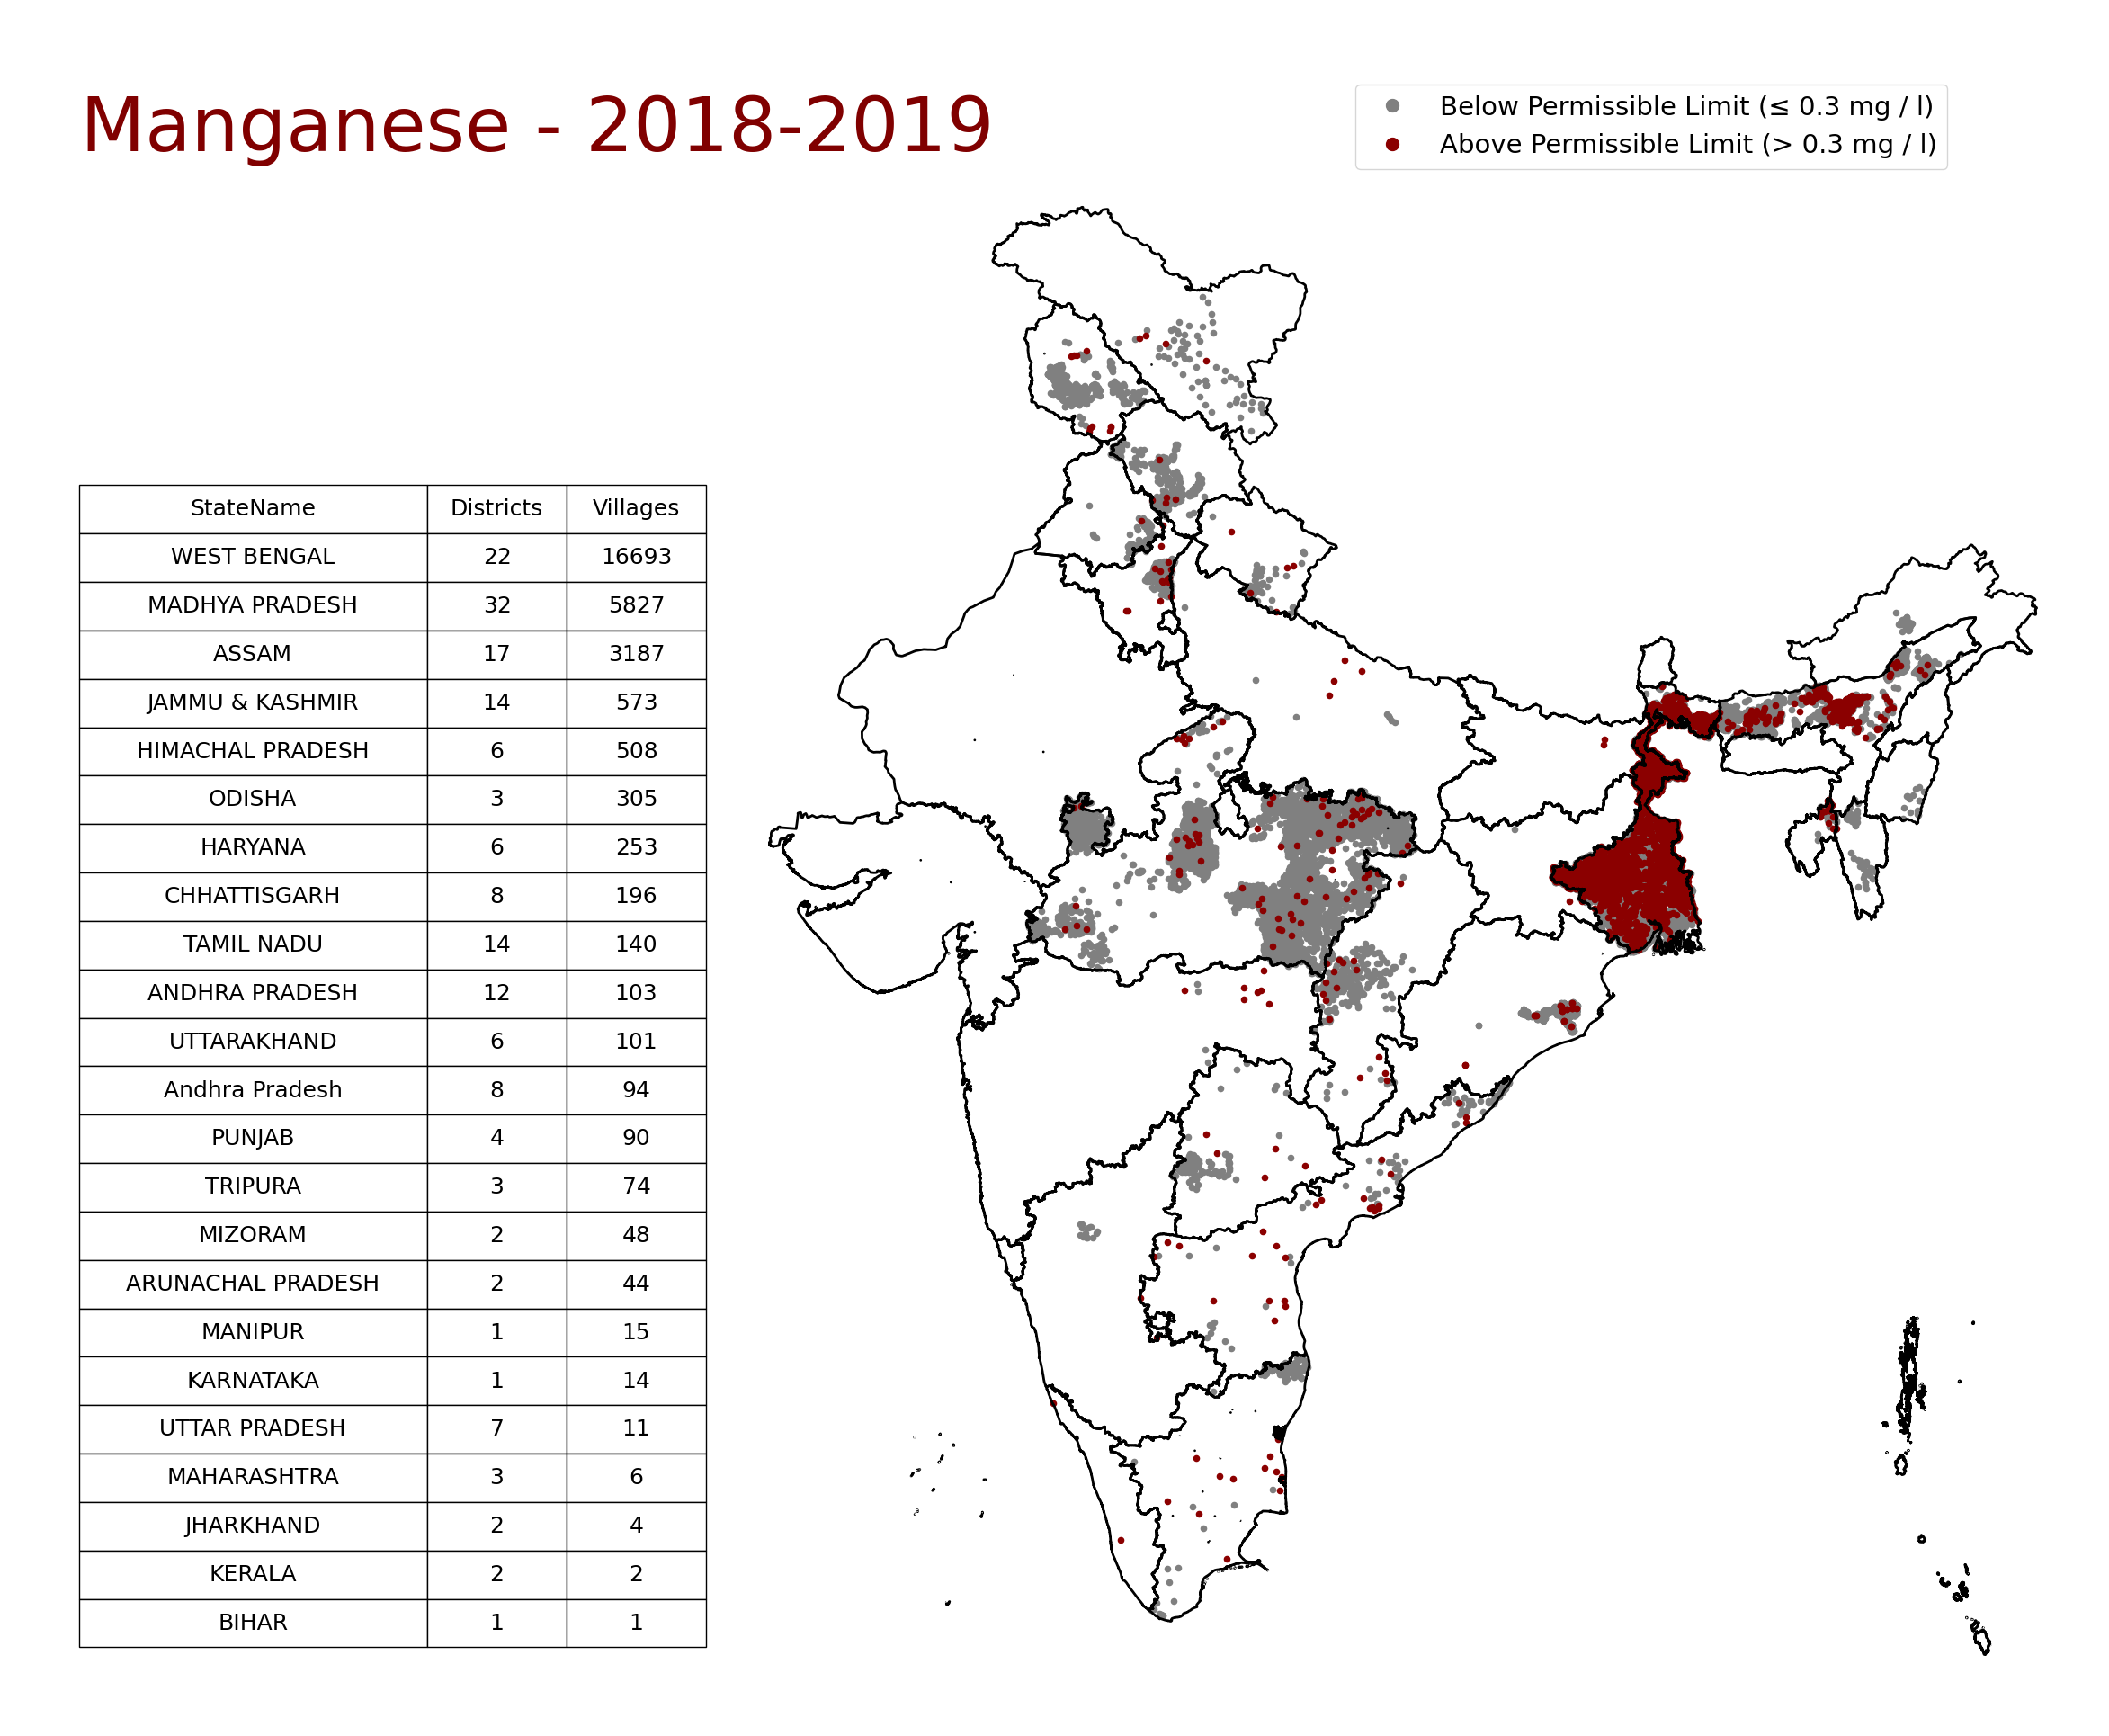 Manganese - 2018-2019
Below Permissible Limit (≤ 0.3 mg / l)
Above Permissible Limit (> 0.3 mg / l)
StateName Districts Villages
WEST BENGAL 22 16693
MADHYA PRADESH 32 5827
ASSAM 17 3187
JAMMU & KASHMIR 14 573
HIMACHAL PRADESH 6 508
ODISHA 3 305
HARYANA 6 253
CHHATTISGARH 8 196
TAMIL NADU 14 140
ANDHRA PRADESH 12 103
UTTARAKHAND 6 101
Andhra Pradesh 8 94
PUNJAB 4 90
TRIPURA 3 74
MIZORAM 2 48
ARUNACHAL PRADESH 2 44
MANIPUR 1 15
KARNATAKA 1 14
UTTAR PRADESH 7 11
MAHARASHTRA 3 6
JHARKHAND 2 4
KERALA 2 2
BIHAR 1 1